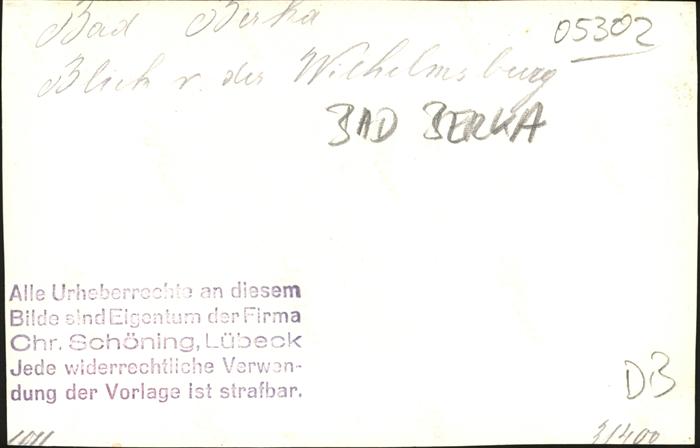 Bad Berka
05302
Blick v. der Wilhelmsburg
BAD BERKA
Alle Urheberrechte an diesem
Bilde sind Eigentum der Firma
Chr. Schöning, Lübeck
Jede widerrechtliche Verwen-
dung der Vorlage ist strafbar.
DB